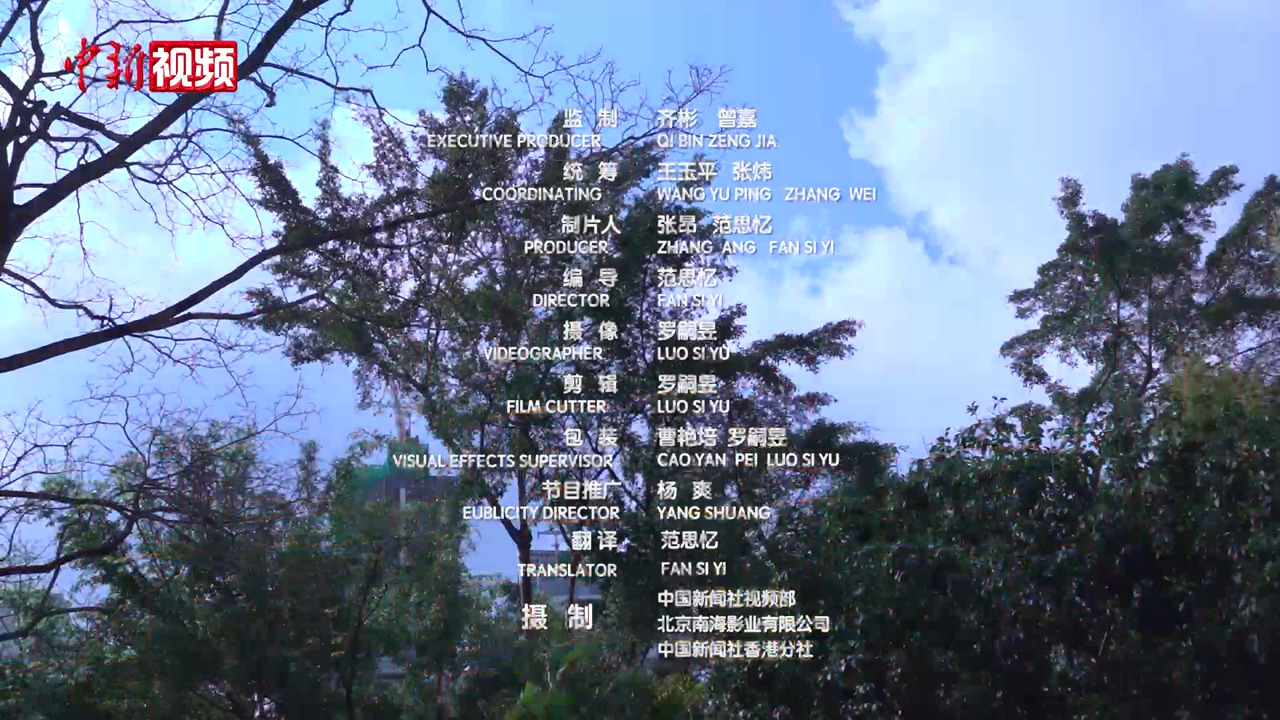 中新视频
监 制 齐彬 曾嘉
EXECUTIVE PRODUCER QI BIN ZENG JIA
统 筹 王玉平 张炜
COORDINATING WANG YU PING ZHANG WEI
制片人 张昂 范思忆
PRODUCER ZHANG ANG FAN SI YI
编 导 范思忆
DIRECTOR FAN SI YI
摄 像 罗嗣昱
VIDEOGRAPHER LUO SI YU
剪 辑 罗嗣昱
FILM CUTTER LUO SI YU
包 装 曹艳培 罗嗣昱
VISUAL EFFECTS SUPERVISOR CAO YAN PEI LUO SI YU
节目推广 杨 爽
EUBLICITY DIRECTOR YANG SHUANG
翻 译 范思忆
TRANSLATOR FAN SI YI
摄 制 中国新闻社视频部
北京南海影业有限公司
中国新闻社香港分社